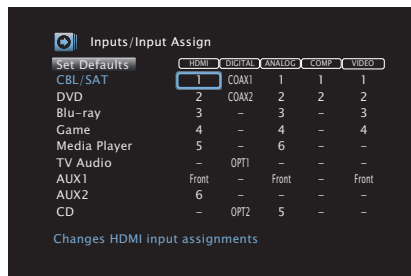 Inputs/Input Assign
Set Defaults HDMI DIGITAL ANALOG COMP VIDEO
CBL/SAT 1 COAX1 1 1 1
DVD 2 COAX2 2 2 2
Blu-ray 3 – 3 – 3
Game 4 – 4 – 4
Media Player 5 – 6 – –
TV Audio – OPT1 – – –
AUX1 Front – Front – Front
AUX2 6 – – – –
CD – OPT2 5 – –
Changes HDMI input assignments